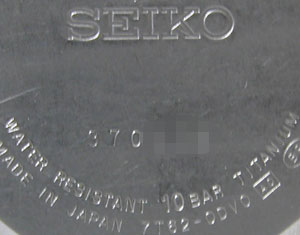 SEIKO
370
WATER RESISTANT 10 BAR TITANIUM
MADE IN JAPAN 7T62-0DV0